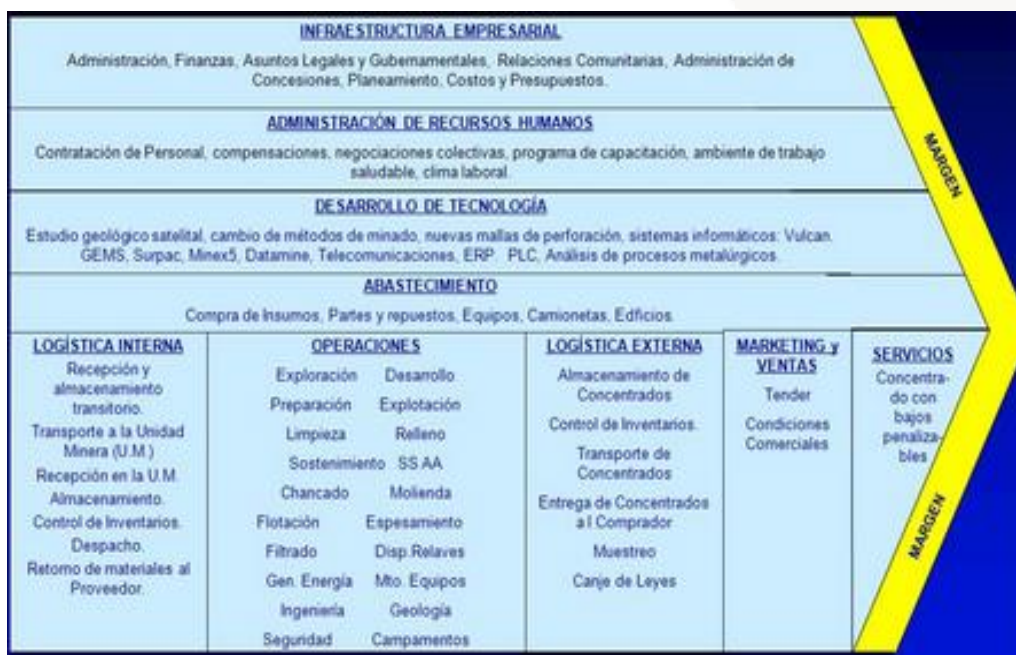 INFRAESTRUCTURA EMPRESARIAL
Administración, Finanzas, Asuntos Legales y Gubernamentales, Relaciones Comunitarias, Administración de
Concesiones, Planeamiento, Costos y Presupuestos.
ADMINISTRACIÓN DE RECURSOS HUMANOS
Contratación de Personal, compensaciones, negociaciones colectivas, programa de capacitación, ambiente de trabajo
saludable, clima laboral.
DESARROLLO DE TECNOLOGÍA
Estudio geológico satelital, cambio de métodos de minado, nuevas mallas de perforación, sistemas informáticos: Vulcan.
GEMS, Surpac, Minex5, Datamine, Telecomunicaciones, ERP PLC, Análisis de procesos metalúrgicos.
ABASTECIMIENTO
Compra de Insumos, Partes y repuestos, Equipos, Camionetas, Edficios.
MARGEN
LOGÍSTICA INTERNA
Recepción y
almacenamiento
transitorio.
Transporte a la Unidad
Minera (U.M.)
Recepción en la U.M.
Almacenamiento.
Control de Inventarios.
Despacho.
Retorno de materiales al
Proveedor.
OPERACIONES
Exploración Desarrollo
Preparación Explotación
Limpieza Relleno
Sostenimiento SS AA
Chancado Molienda
Flotación Espesamiento
Filtrado Disp.Relaves
Gen. Energía Mto. Equipos
Ingeniería Geología
Seguridad Campamentos
LOGÍSTICA EXTERNA
Almacenamiento de
Concentrados
Control de Inventarios.
Transporte de
Concentrados
Entrega de Concentrados
a l Comprador
Muestreo
Canje de Leyes
MARKETING y
VENTAS
Tender
Condiciones
Comerciales
SERVICIOS
Concentra-
do con
bajos
penaliza-
bles
MARGEN